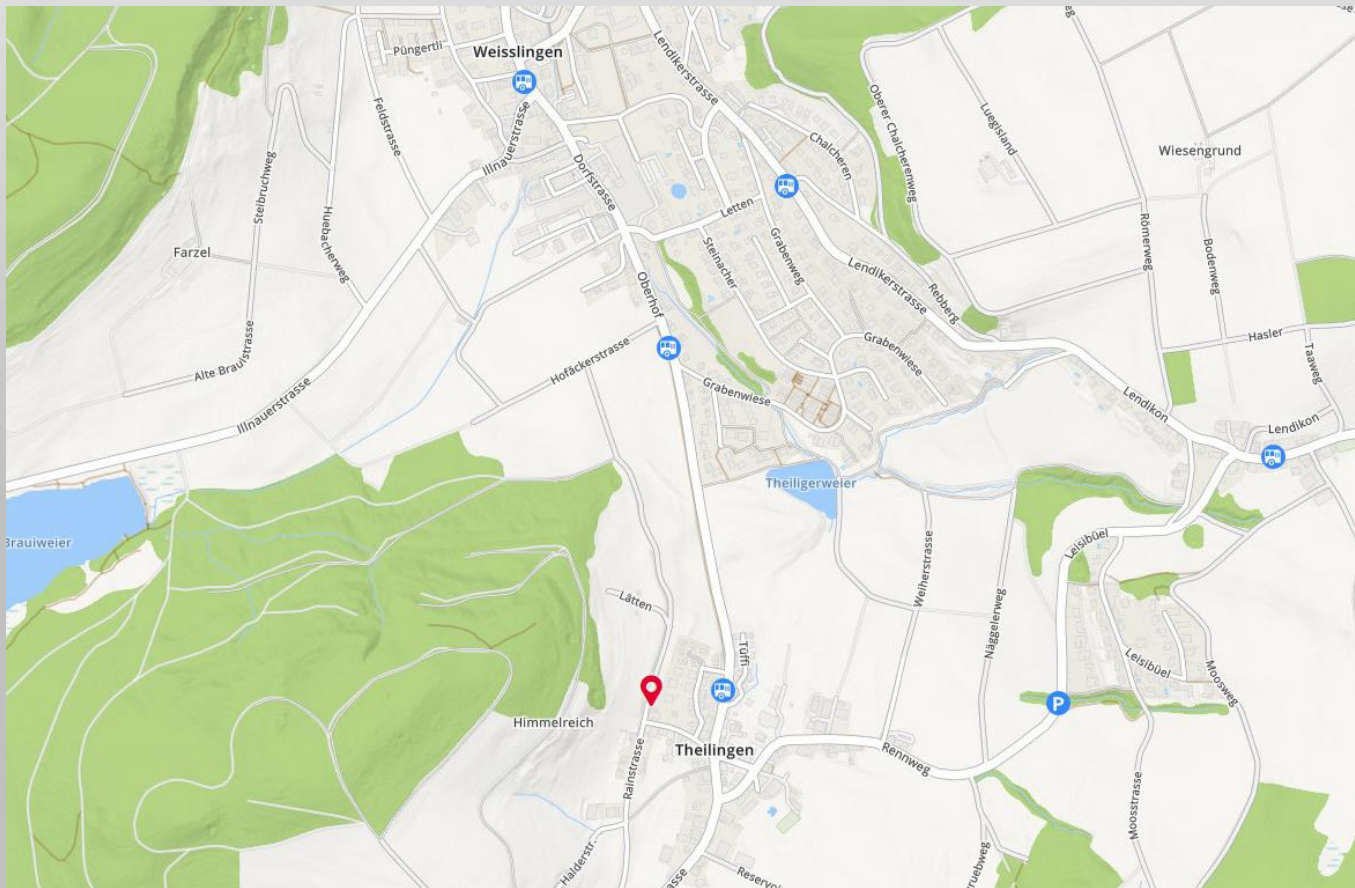 Weisslingen
Püngertli
Lendikerstrasse
Feldstrasse
Illnauerstrasse
Dorfstrasse
Steibruchweg
Huebacherweg
Farzel
Chalcheren
Oberer Chalcherenweg
Luegisland
Wiesengrund
Letten
Grabenweg
Steinacher
Lendikerstrasse
Rebberg
Römerweg
Bodenweg
Oberhof
Hofäckerstrasse
Alte Brauistrasse
Illnauerstrasse
Grabenwiese
Grabenwiese
Hasler
Taaweg
Lendikon
Lendikon
Theiligerweier
Brauiweier
Leisibüel
Weiherstrasse
Näggelerweg
Lätten
Tüffi
Leisibüel
Moosweg
P
Himmelreich
Theilingen
Rainstrasse
Rennweg
Moosstrasse
Halderstr.